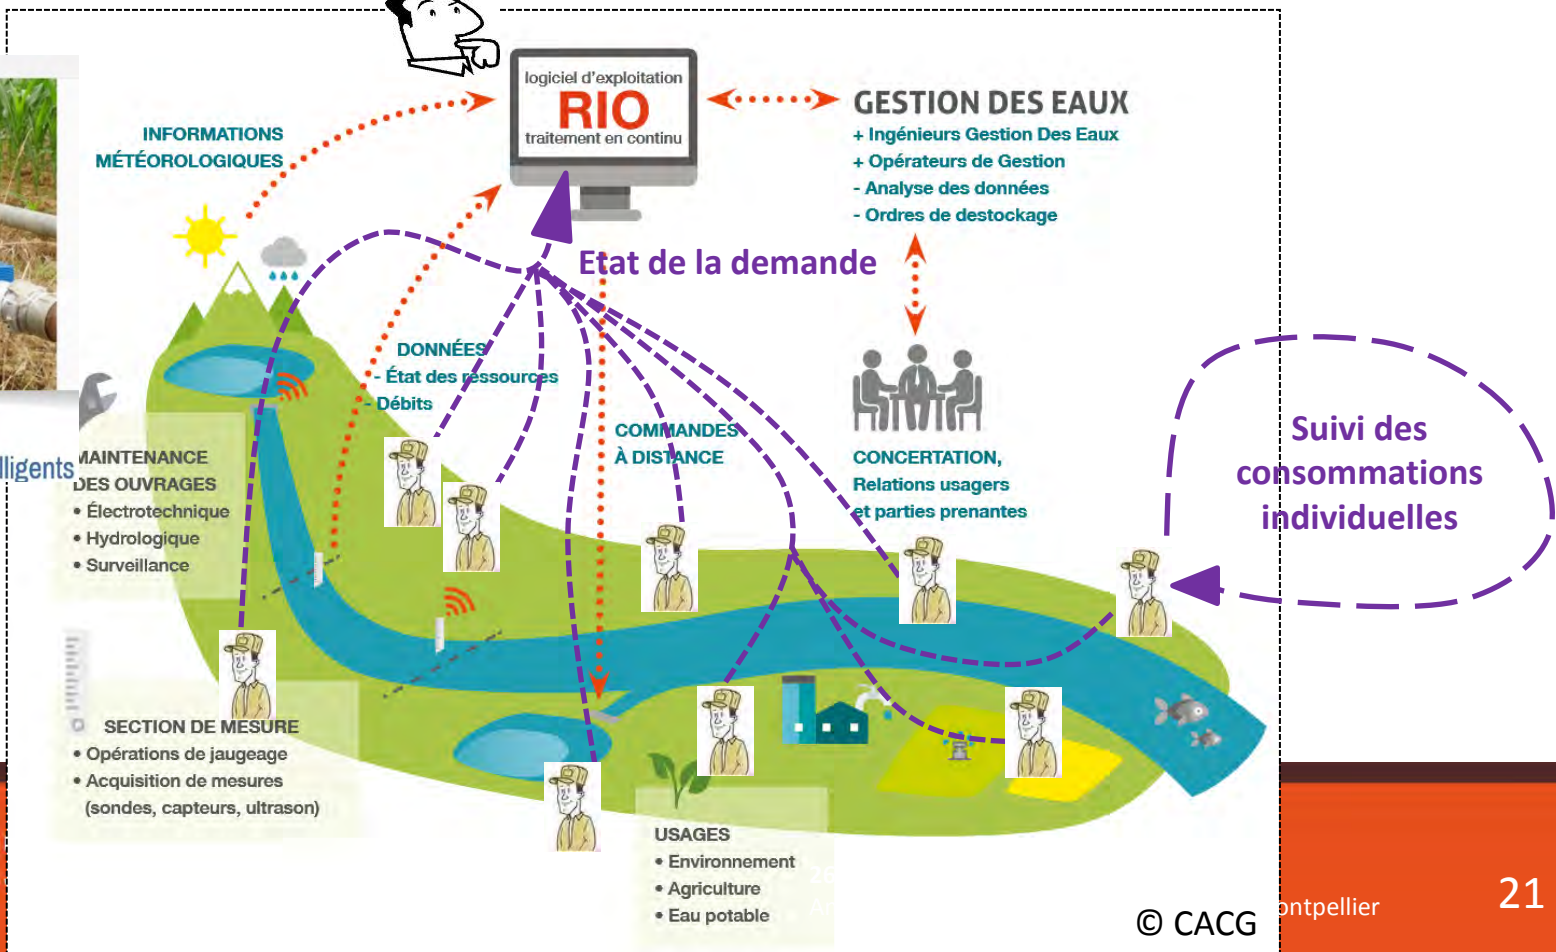 logiciel d'exploitation
RIO
traitement en continu
GESTION DES EAUX
+ Ingénieurs Gestion Des Eaux
+ Opérateurs de Gestion
- Analyse des données
- Ordres de destockage
INFORMATIONS
MÉTÉOROLOGIQUES
Etat de la demande
DONNÉES
- État des ressources
- Débits
COMMANDES
À DISTANCE
CONCERTATION,
Relations usagers
et parties prenantes
Suivi des
consommations
individuelles
lligents
MAINTENANCE
DES OUVRAGES
• Électrotechnique
• Hydrologique
• Surveillance
SECTION DE MESURE
• Opérations de jaugeage
• Acquisition de mesures
(sondes, capteurs, ultrason)
USAGES
• Environnement
• Agriculture
• Eau potable
© CACG
ontpellier
21